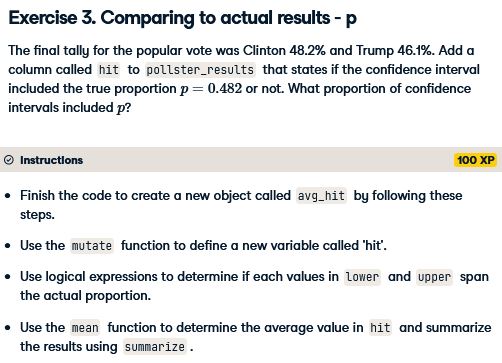 Exercise 3. Comparing to actual results - p
The final tally for the popular vote was Clinton 48.2% and Trump 46.1%. Add a
column called hit to pollster_results that states if the confidence interval
included the true proportion p = 0.482 or not. What proportion of confidence
intervals included p?
Instructions 100 XP
• Finish the code to create a new object called avg_hit by following these
steps.
• Use the mutate function to define a new variable called 'hit'.
• Use logical expressions to determine if each values in lower and upper span
the actual proportion.
• Use the mean function to determine the average value in hit and summarize
the results using summarize .